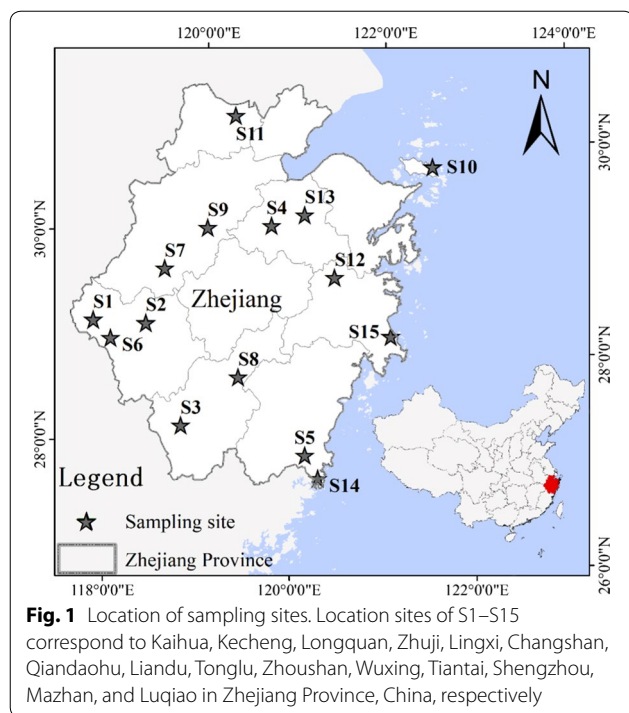 120°0'0"E 122°0'0"E 124°0'0"E
N
S11
30°0'0"N
S10
S9 S4 S13
30°0'0"N
S7 S12
S1 S2 Zhejiang
S6 S15
28°0'0"N
S8
S3
28°0'0"N
S5
Legend S14
Sampling site
Zhejiang Province
26°0'0"N
118°0'0"E 120°0'0"E 122°0'0"E
Fig. 1 Location of sampling sites. Location sites of S1–S15
correspond to Kaihua, Kecheng, Longquan, Zhuji, Lingxi, Changshan,
Qiandaohu, Liandu, Tonglu, Zhoushan, Wuxing, Tiantai, Shengzhou,
Mazhan, and Luqiao in Zhejiang Province, China, respectively